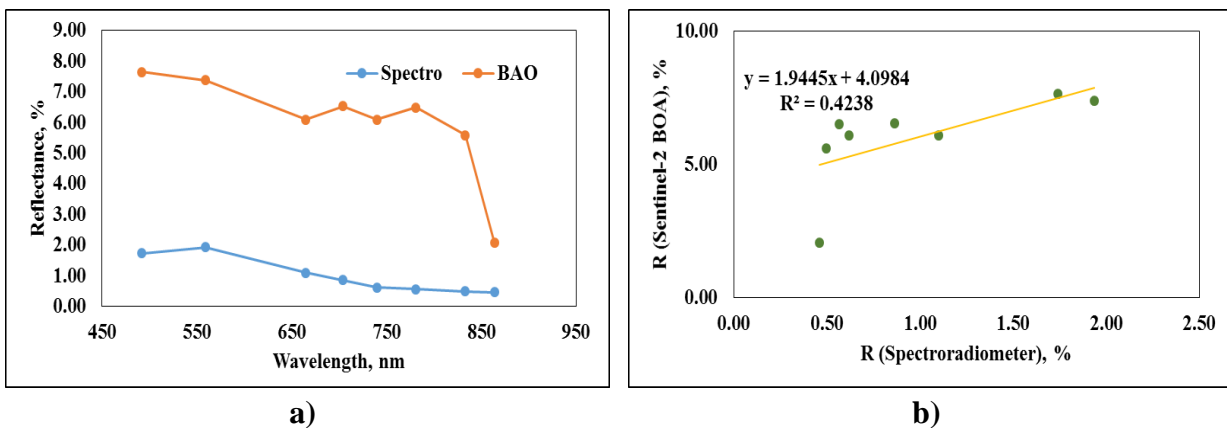 9.00
8.00
7.00
6.00
5.00
4.00
3.00
2.00
1.00
0.00
Reflectance, %
Spectro BAO
450 550 650 750 850 950
Wavelength, nm
a)
10.00
5.00
0.00
R (Sentinel-2 BOA), %
y = 1.9445x + 4.0984
R² = 0.4238
0.00 0.50 1.00 1.50 2.00 2.50
R (Spectroradiometer), %
b)